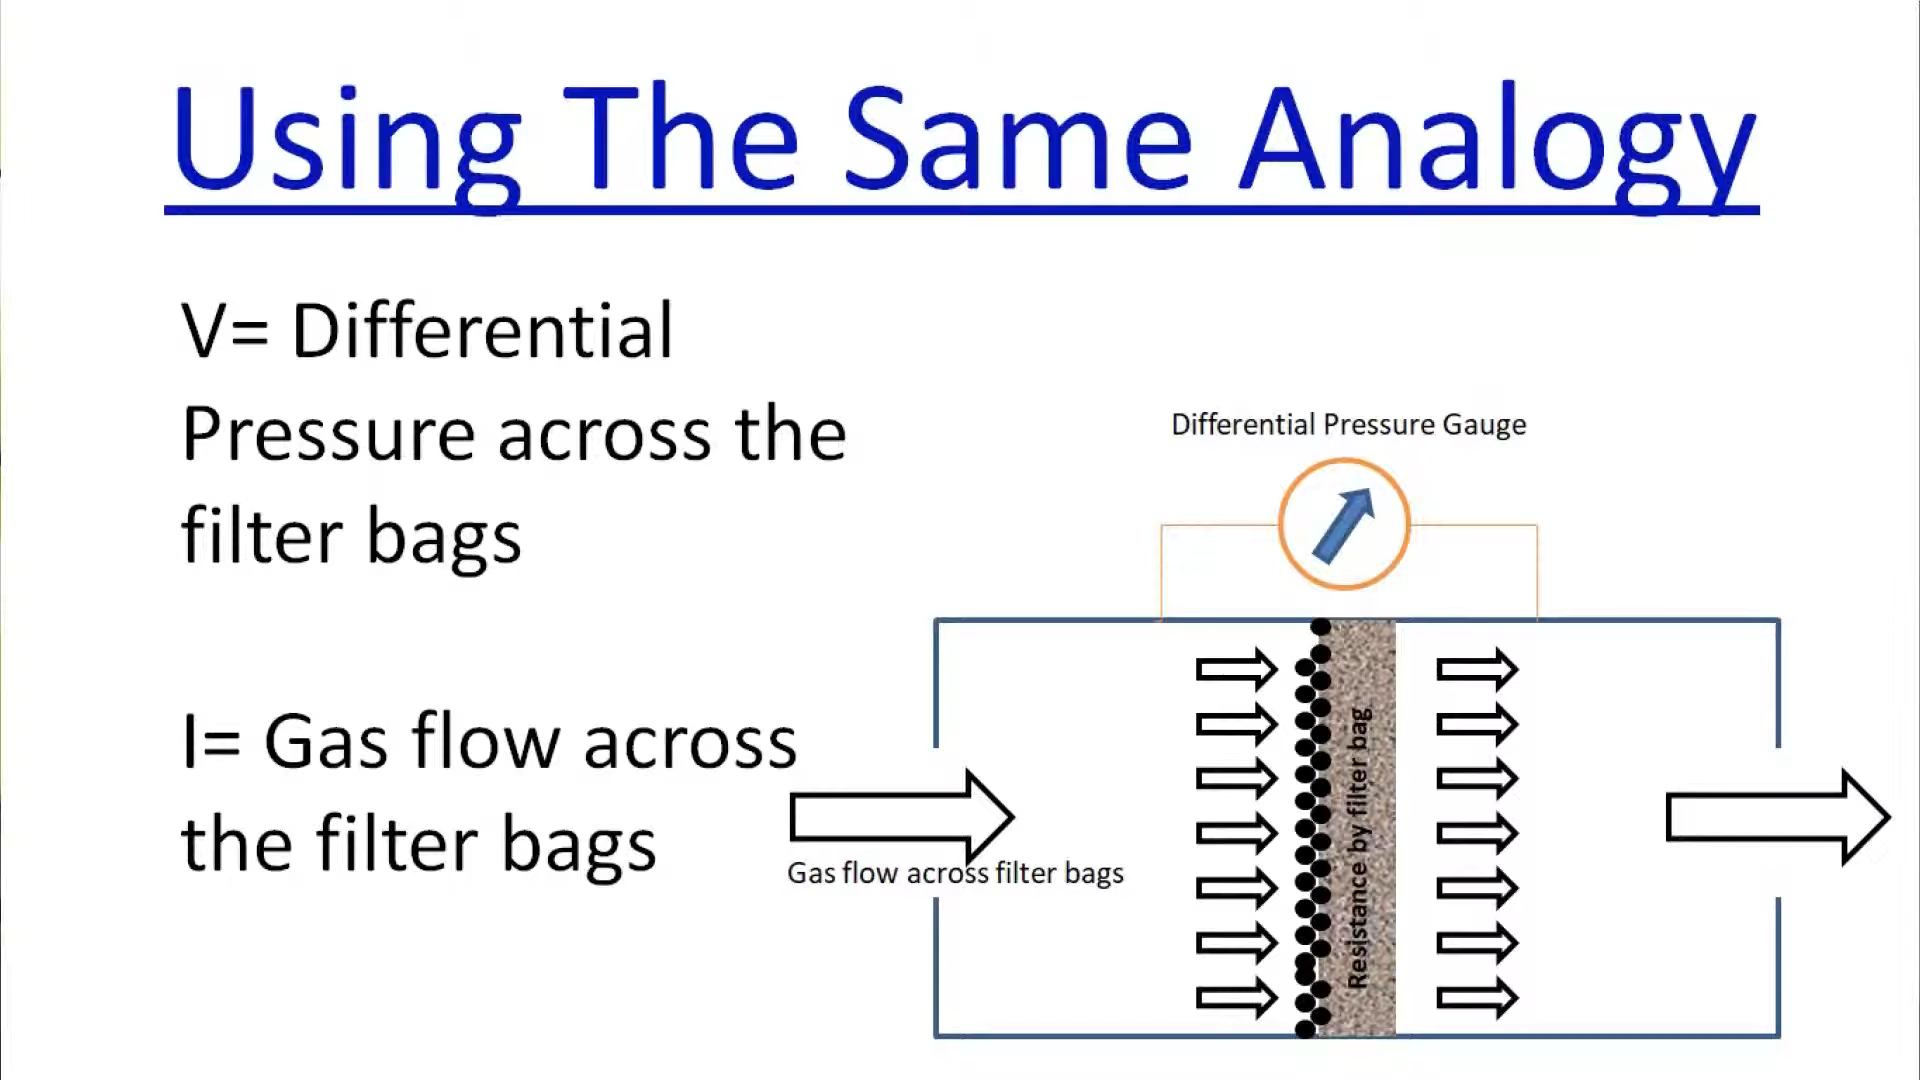 Using The Same Analogy
V= Differential
Pressure across the
filter bags
I= Gas flow across
the filter bags
Differential Pressure Gauge
Gas flow across filter bags
Resistance by filter bag